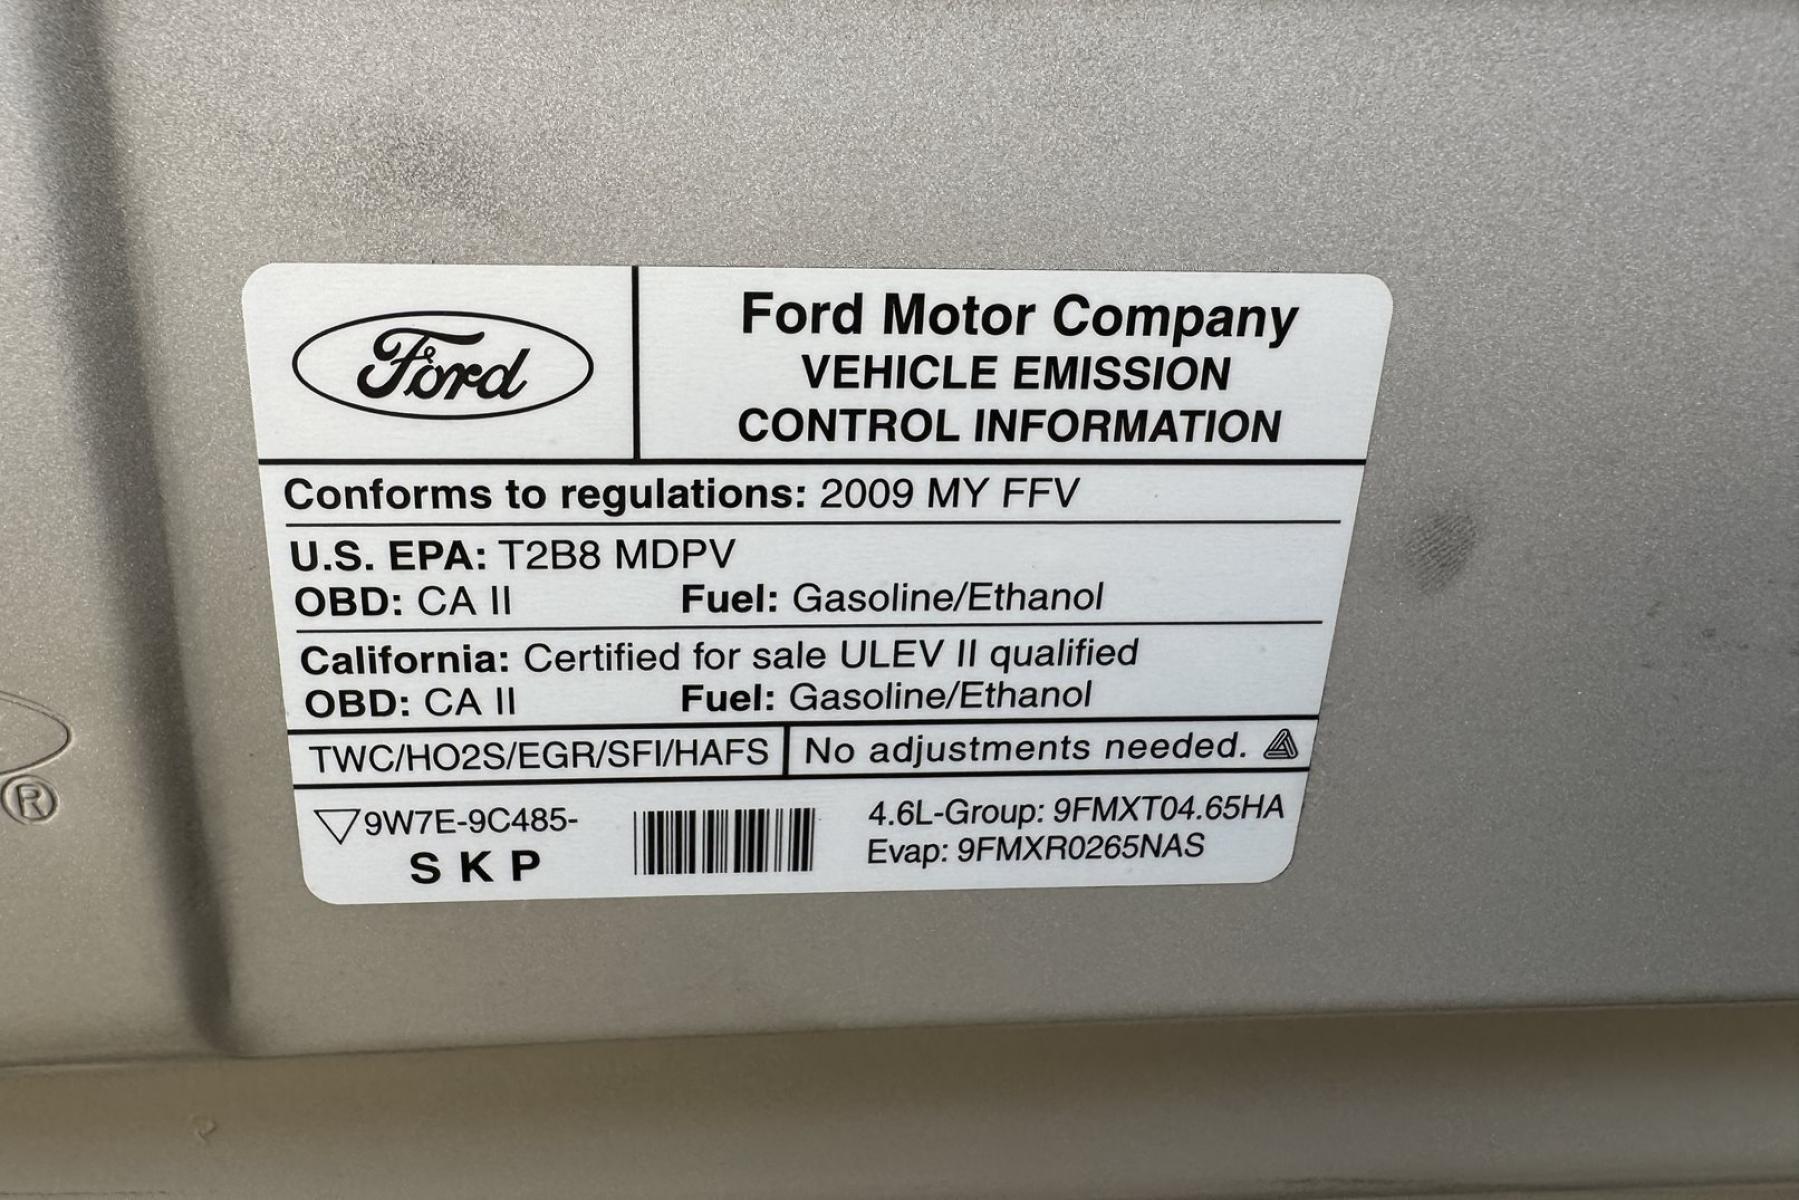 Ford
Ford Motor Company
VEHICLE EMISSION
CONTROL INFORMATION
Conforms to regulations: 2009 MY FFV
U.S. EPA: T2B8 MDPV
OBD: CA II Fuel: Gasoline/Ethanol
California: Certified for sale ULEV II qualified
OBD: CA II Fuel: Gasoline/Ethanol
TWC/HO2S/EGR/SFI/HAFS No adjustments needed.
9W7E-9C485-
S K P
4.6L-Group: 9FMXT04.65HA
Evap: 9FMXR0265NAS
®